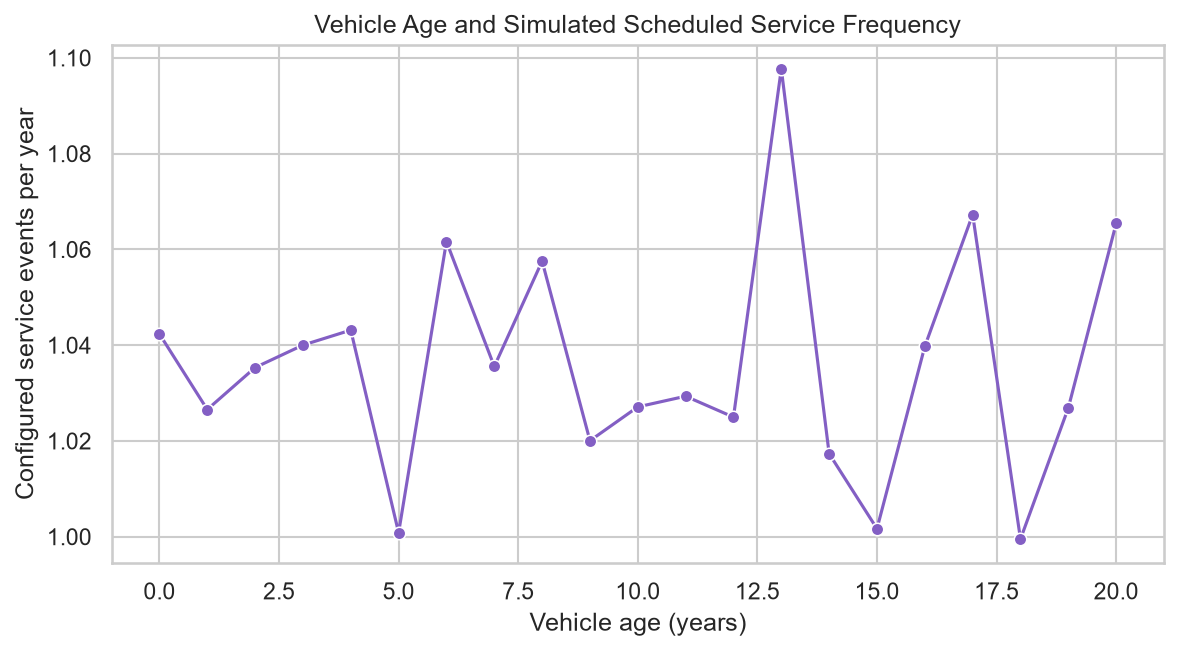 Vehicle Age and Simulated Scheduled Service Frequency
Configured service events per year
1.10
1.08
1.06
1.04
1.02
1.00
0.0 2.5 5.0 7.5 10.0 12.5 15.0 17.5 20.0
Vehicle age (years)